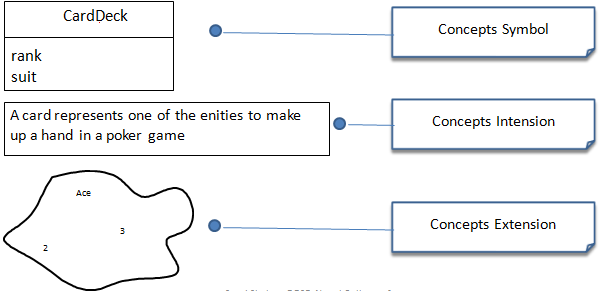 CardDeck
Concepts Symbol
rank
suit
A card represents one of the enities to make
up a hand in a poker game
Concepts Intension
Ace
3
2
Concepts Extension